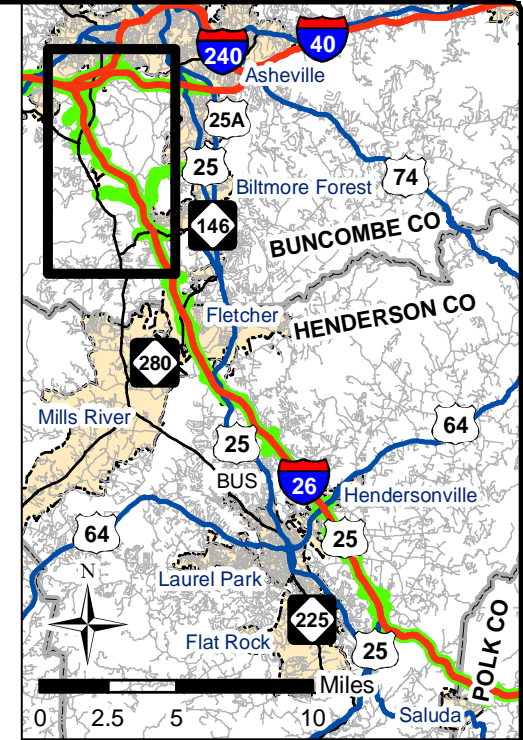 240
40
Asheville
25A
25
Biltmore Forest
74
146
BUNCOMBE CO
Fletcher
HENDERSON CO
280
Mills River
64
25
BUS
26
Hendersonville
64
25
N
Laurel Park
225
Flat Rock
25
POLK CO
Miles
0 2.5 5 10
Saluda